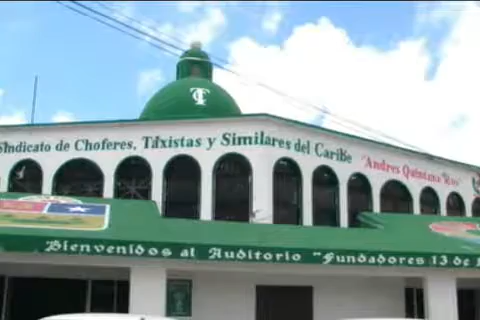 TC
Sindicato de Choferes, Taxistas y Similares del Caribe "Andres Quintana Roo"
Bienvenidos al Auditorio "Fundadores 13 de